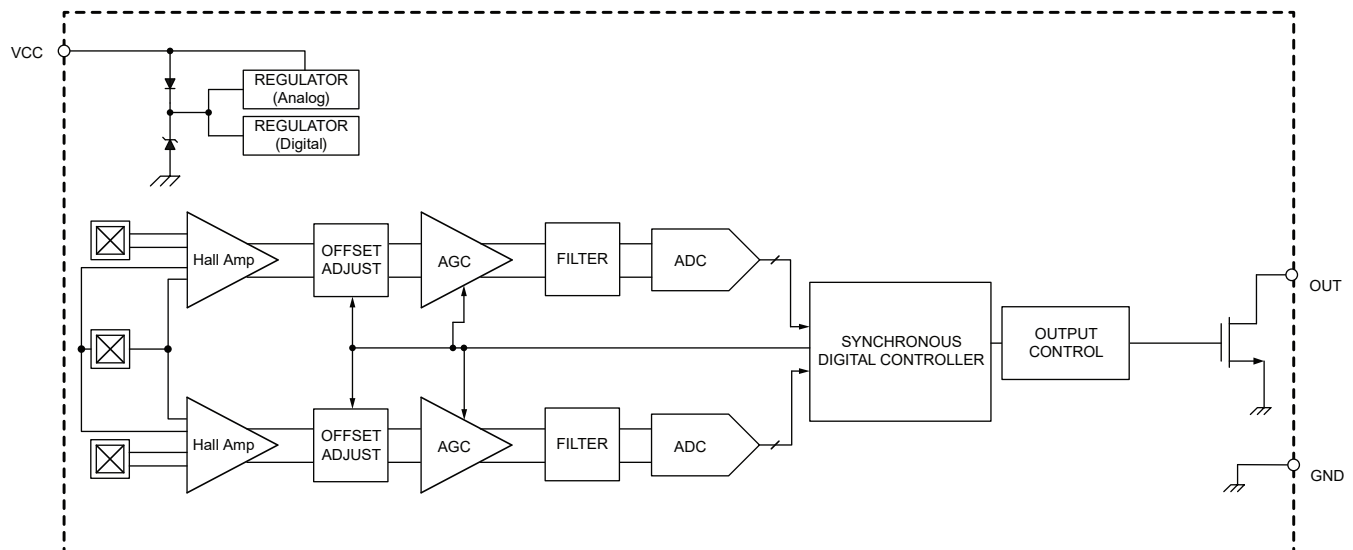 VCC
REGULATOR
(Analog)
REGULATOR
(Digital)
Hall Amp
OFFSET
ADJUST
AGC
FILTER
ADC
SYNCHRONOUS
DIGITAL CONTROLLER
OUTPUT
CONTROL
OUT
Hall Amp
OFFSET
ADJUST
AGC
FILTER
ADC
GND